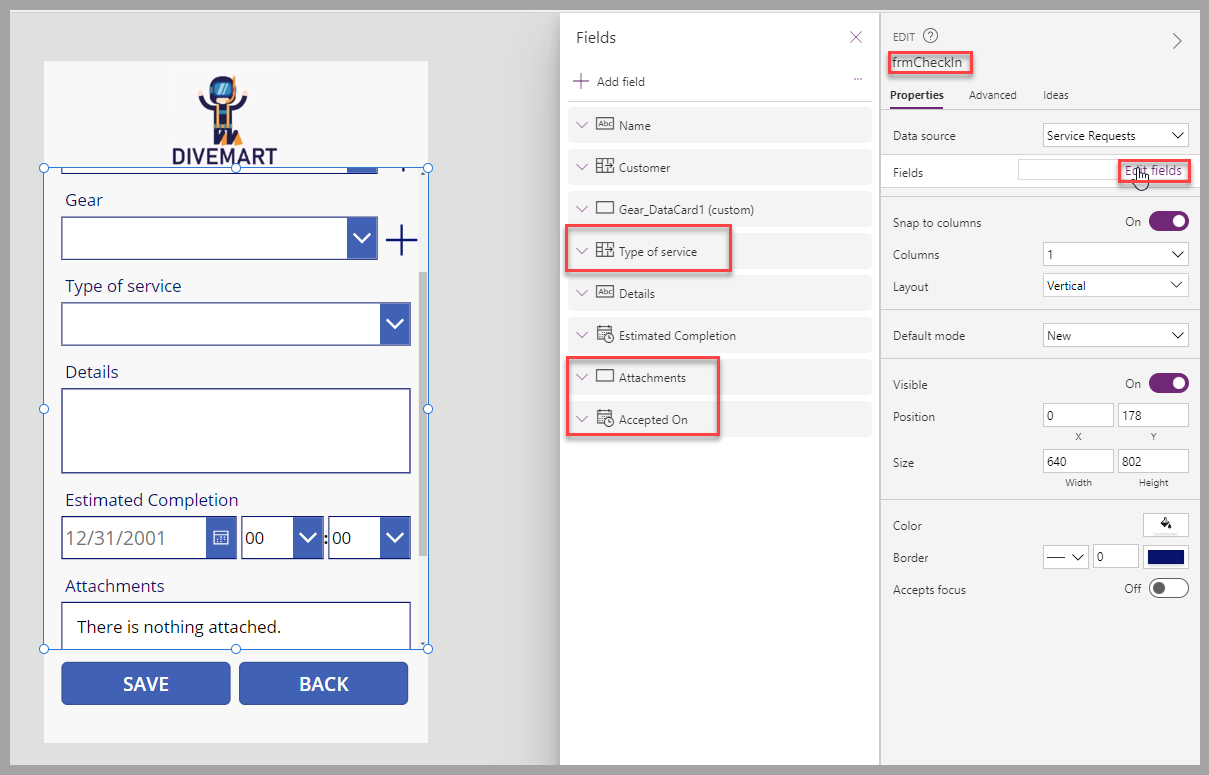 DIVEMART
Gear
Type of service
Details
Estimated Completion
12/31/2001
00
:
00
Attachments
There is nothing attached.
SAVE
BACK
Fields
Add field
...
Abc Name
Customer
Gear_DataCard1 (custom)
Type of service
Abc Details
Estimated Completion
Attachments
Accepted On
EDIT ?
frmCheckIn
Properties Advanced Ideas
Data source Service Requests
Fields Edit fields
Snap to columns On
Columns 1
Layout Vertical
Default mode New
Visible On
Position 0 178
X Y
Size 640 802
Width Height
Color
Border 0
Accepts focus Off